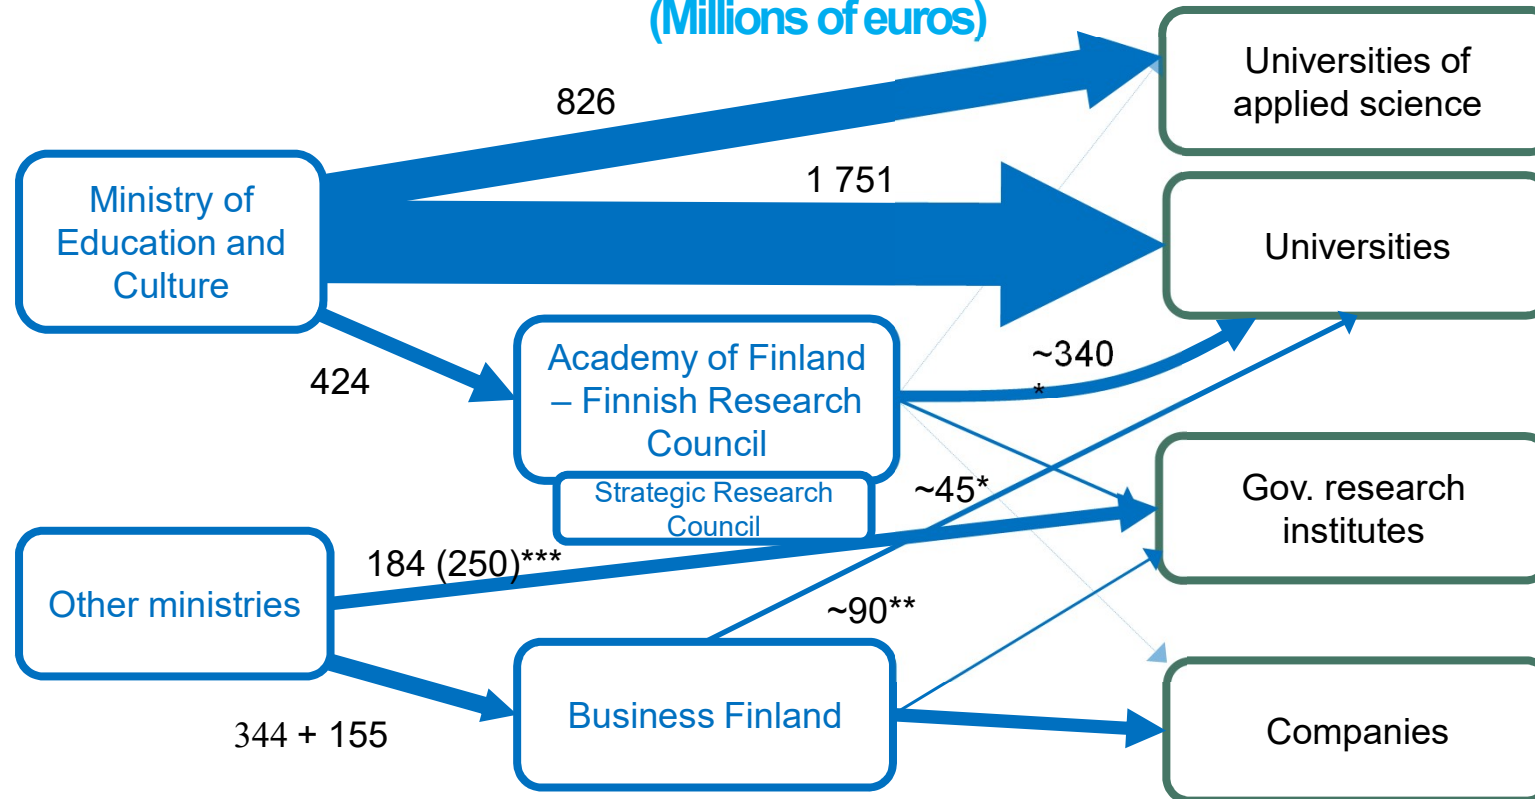 (Millions of euros)
826
Universities of
applied science
1 751
Ministry of
Education and
Culture
Universities
424
Academy of Finland
– Finnish Research
Council
~340
*
Strategic Research
Council
~45*
Gov. research
institutes
184 (250)***
Other ministries
~90**
344 + 155
Business Finland
Companies